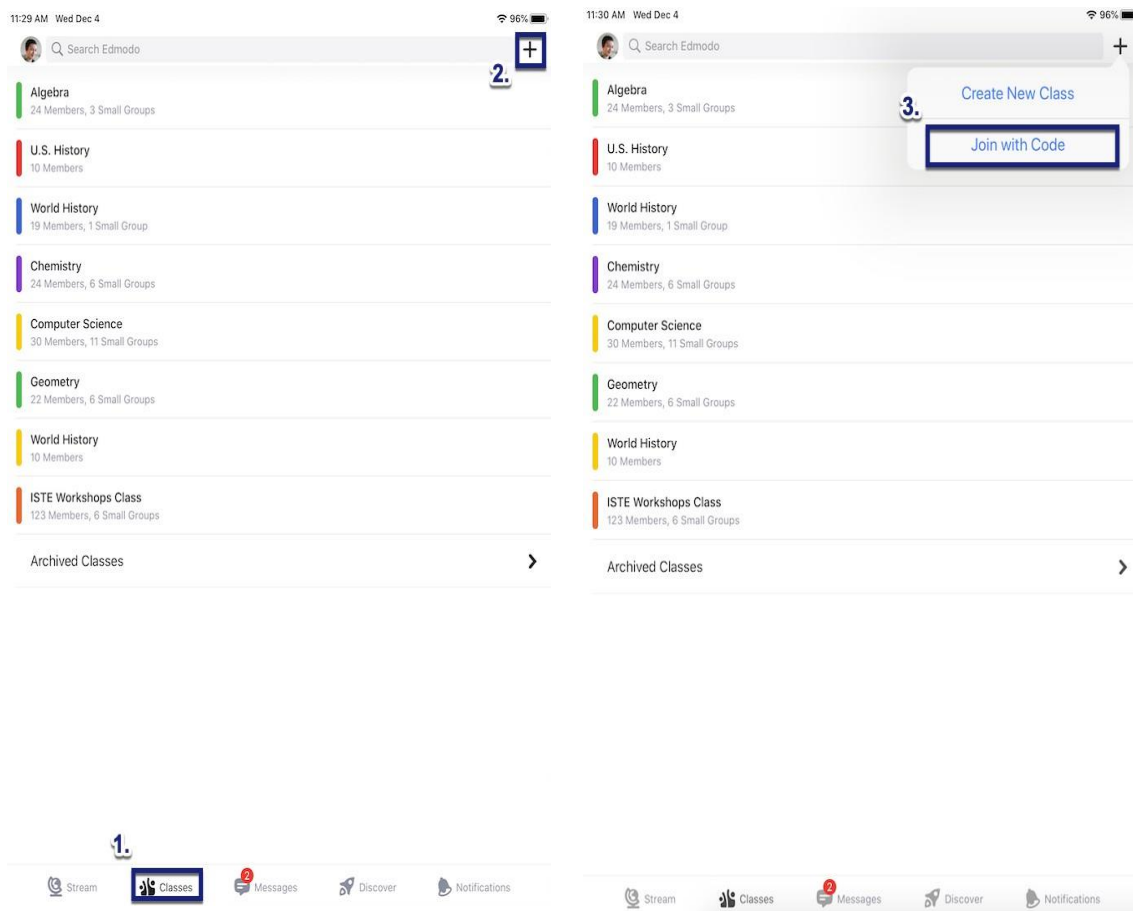 11:29 AM Wed Dec 4
96%
Search Edmodo
2.
Algebra
24 Members, 3 Small Groups
U.S. History
10 Members
World History
19 Members, 1 Small Group
Chemistry
24 Members, 6 Small Groups
Computer Science
30 Members, 11 Small Groups
Geometry
22 Members, 6 Small Groups
World History
10 Members
ISTE Workshops Class
123 Members, 6 Small Groups
Archived Classes
1.
Stream
Classes
2
Messages
Discover
Notifications
11:30 AM Wed Dec 4
96%
Search Edmodo
Create New Class
3.
Join with Code
Algebra
24 Members, 3 Small Groups
U.S. History
10 Members
World History
19 Members, 1 Small Group
Chemistry
24 Members, 6 Small Groups
Computer Science
30 Members, 11 Small Groups
Geometry
22 Members, 6 Small Groups
World History
10 Members
ISTE Workshops Class
123 Members, 6 Small Groups
Archived Classes
Stream
Classes
2
Messages
Discover
Notifications